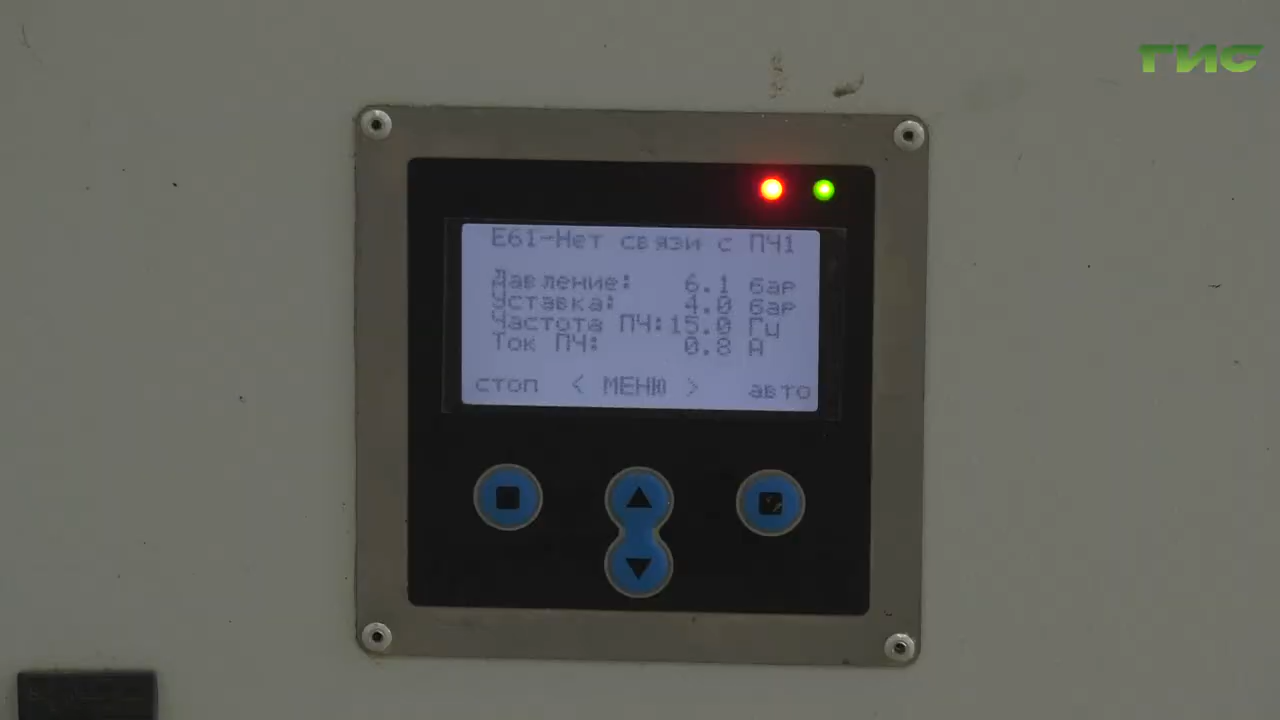 ГИС
E61-Нет связи с ПЧ1
Давление: 6.1 бар
Уставка: 4.0 бар
Частота ПЧ:15.0 Гц
Ток ПЧ: 0.8 А
стоп < МЕНЮ > авто